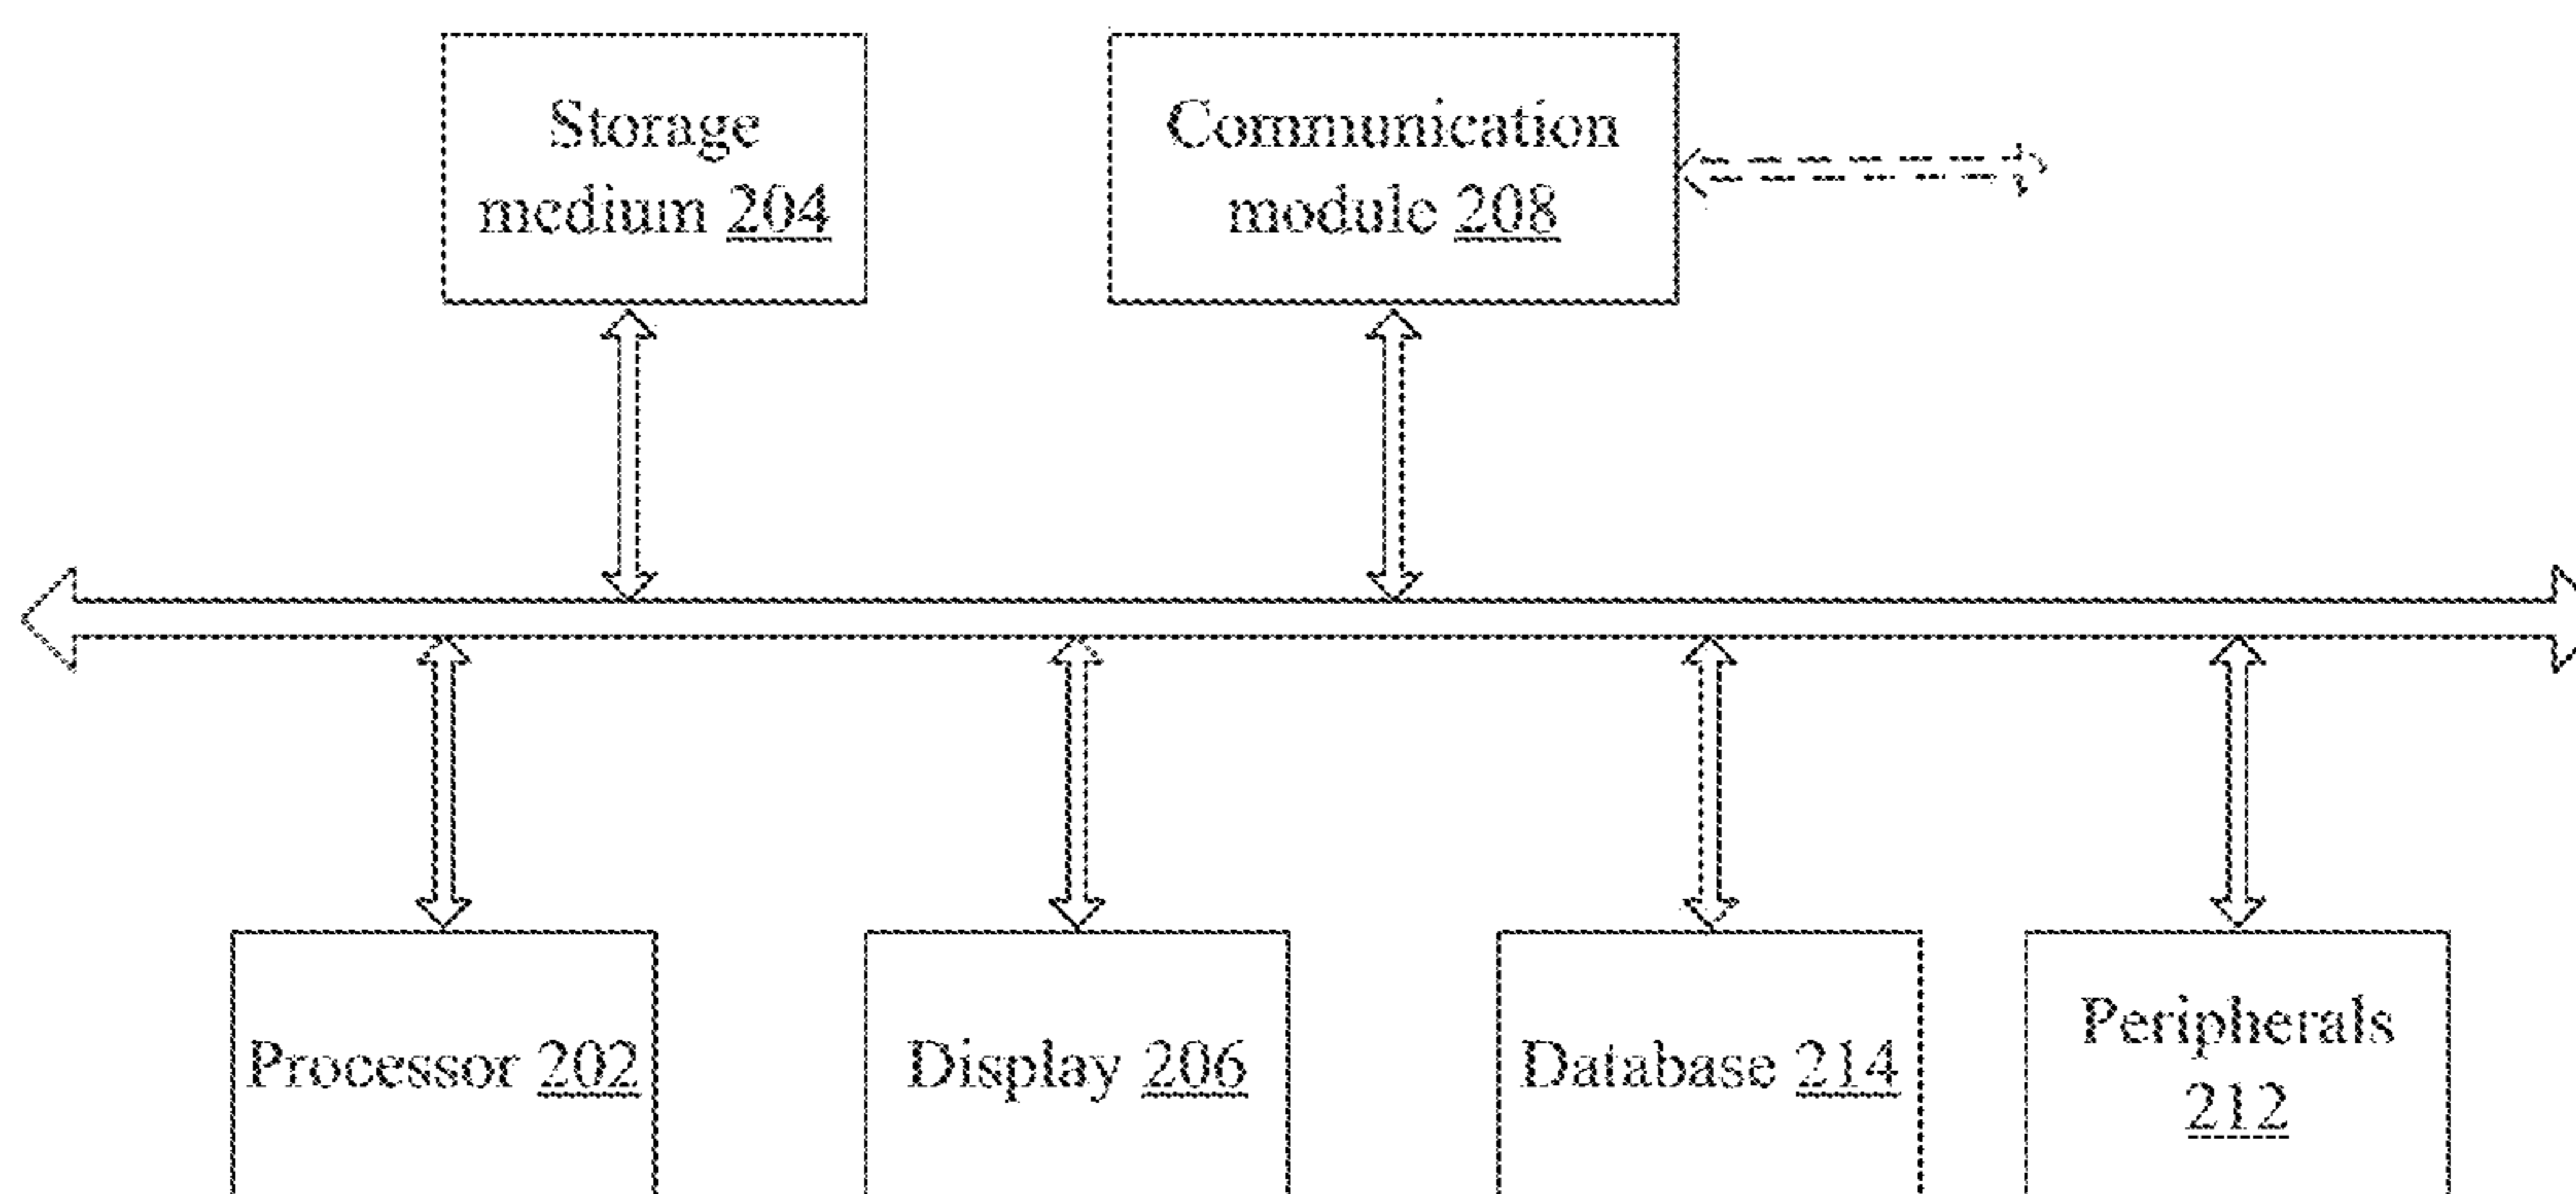 Storage
medium 204
Communication
module 208
Processor 202
Display 206
Database 214
Peripherals
212